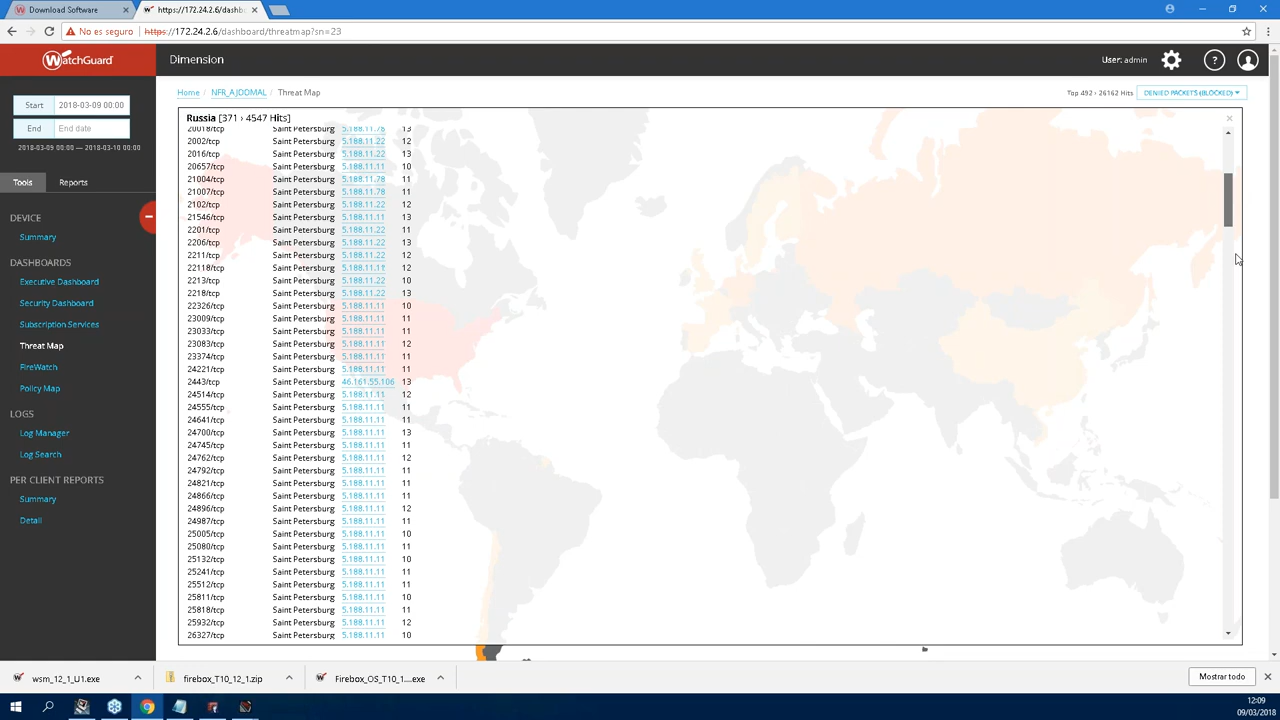 Download Software
https://172.24.2.6/dashb
No es seguro https://172.24.2.6/dashboard/threatmap?sn=23
WatchGuard
Dimension
User: admin
Start 2018-03-09 00:00
End End date
2018-03-09 00:00 — 2018-03-10 00:00
Tools Reports
DEVICE
Summary
DASHBOARDS
Executive Dashboard
Security Dashboard
Subscription Services
Threat Map
FireWatch
Policy Map
LOGS
Log Manager
Log Search
PER CLIENT REPORTS
Summary
Detail
Home / NFR_AJDOMAL / Threat Map
Top 492 › 26162 Hits DENIED PACKETS (BLOCKED)
Russia [371 › 4547 Hits]
20018/tcp Saint Petersburg 5.188.11.78 13
2002/tcp Saint Petersburg 5.188.11.22 12
2016/tcp Saint Petersburg 5.188.11.22 13
20657/tcp Saint Petersburg 5.188.11.11 10
21004/tcp Saint Petersburg 5.188.11.78 11
21007/tcp Saint Petersburg 5.188.11.78 11
2102/tcp Saint Petersburg 5.188.11.22 12
21546/tcp Saint Petersburg 5.188.11.11 13
2201/tcp Saint Petersburg 5.188.11.22 11
2206/tcp Saint Petersburg 5.188.11.22 13
2211/tcp Saint Petersburg 5.188.11.22 12
22118/tcp Saint Petersburg 5.188.11.11 12
2213/tcp Saint Petersburg 5.188.11.22 10
2218/tcp Saint Petersburg 5.188.11.22 13
22326/tcp Saint Petersburg 5.188.11.11 10
23009/tcp Saint Petersburg 5.188.11.11 11
23033/tcp Saint Petersburg 5.188.11.11 11
23083/tcp Saint Petersburg 5.188.11.11 12
23374/tcp Saint Petersburg 5.188.11.11 11
24221/tcp Saint Petersburg 5.188.11.11 11
2443/tcp Saint Petersburg 46.161.55.106 13
24514/tcp Saint Petersburg 5.188.11.11 12
24555/tcp Saint Petersburg 5.188.11.11 11
24641/tcp Saint Petersburg 5.188.11.11 11
24700/tcp Saint Petersburg 5.188.11.11 13
24745/tcp Saint Petersburg 5.188.11.11 11
24762/tcp Saint Petersburg 5.188.11.11 12
24792/tcp Saint Petersburg 5.188.11.11 11
24821/tcp Saint Petersburg 5.188.11.11 11
24866/tcp Saint Petersburg 5.188.11.11 11
24896/tcp Saint Petersburg 5.188.11.11 12
24987/tcp Saint Petersburg 5.188.11.11 11
25005/tcp Saint Petersburg 5.188.11.11 10
25080/tcp Saint Petersburg 5.188.11.11 11
25132/tcp Saint Petersburg 5.188.11.11 10
25241/tcp Saint Petersburg 5.188.11.11 11
25512/tcp Saint Petersburg 5.188.11.11 11
25811/tcp Saint Petersburg 5.188.11.11 10
25818/tcp Saint Petersburg 5.188.11.11 11
25932/tcp Saint Petersburg 5.188.11.11 12
26327/tcp Saint Petersburg 5.188.11.11 10
wsm_12_1_U1.exe
firebox_T10_12_1.zip
Firebox_OS_T10_1....exe
Mostrar todo
12:09
09/03/2018